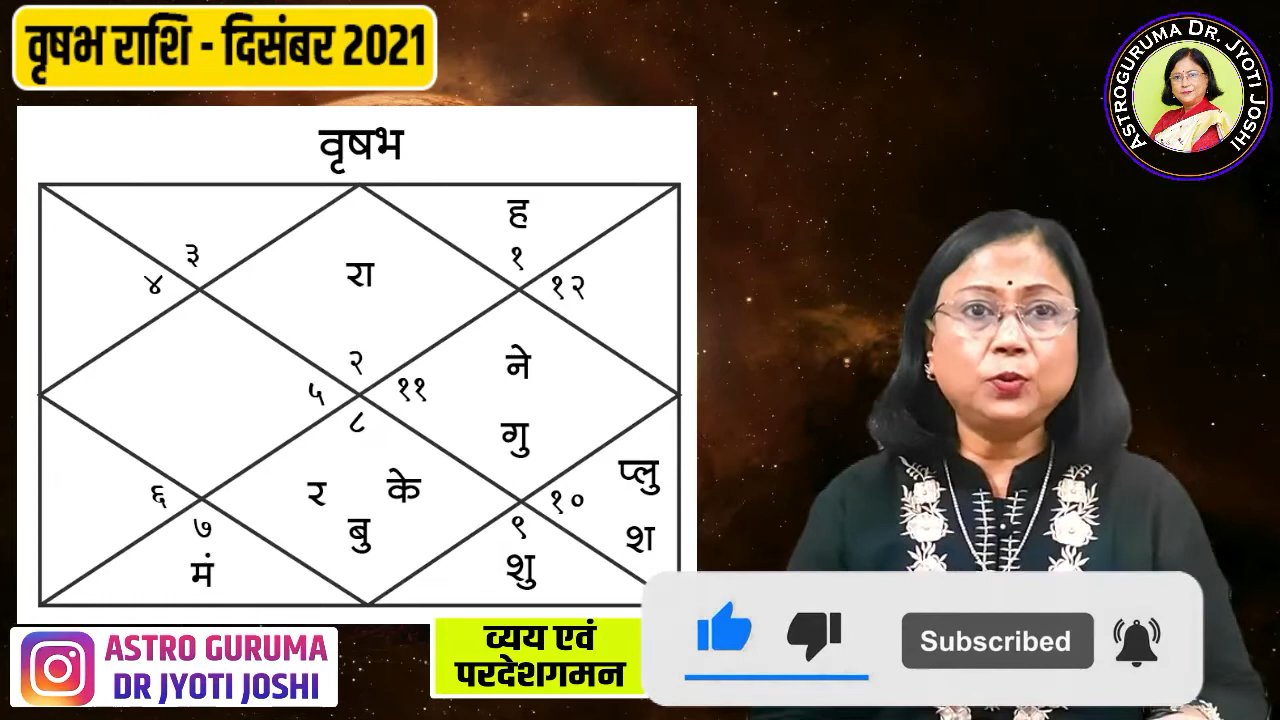 वृषभ राशि - दिसंबर 2021
ASTROGURUMA DR. JYOTI JOSHI
वृषभ
ह
३
१
४
रा
१२
२
ने
५
११
८
गु
प्लु
६
र
के
१०
७
बु
९
श
मं
शु
ASTRO GURUMA
DR JYOTI JOSHI
व्यय एवं
परदेशगमन
Subscribed